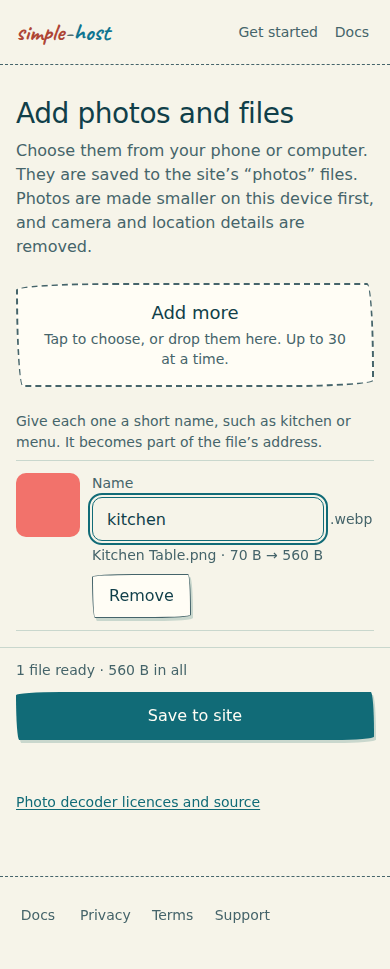 simple-host
Get started
Docs
Add photos and files
Choose them from your phone or computer.
They are saved to the site’s “photos” files.
Photos are made smaller on this device first,
and camera and location details are
removed.
Add more
Tap to choose, or drop them here. Up to 30
at a time.
Give each one a short name, such as kitchen or
menu. It becomes part of the file’s address.
Name
kitchen
.webp
Kitchen Table.png · 70 B → 560 B
Remove
1 file ready · 560 B in all
Save to site
Photo decoder licences and source
Docs
Privacy
Terms
Support